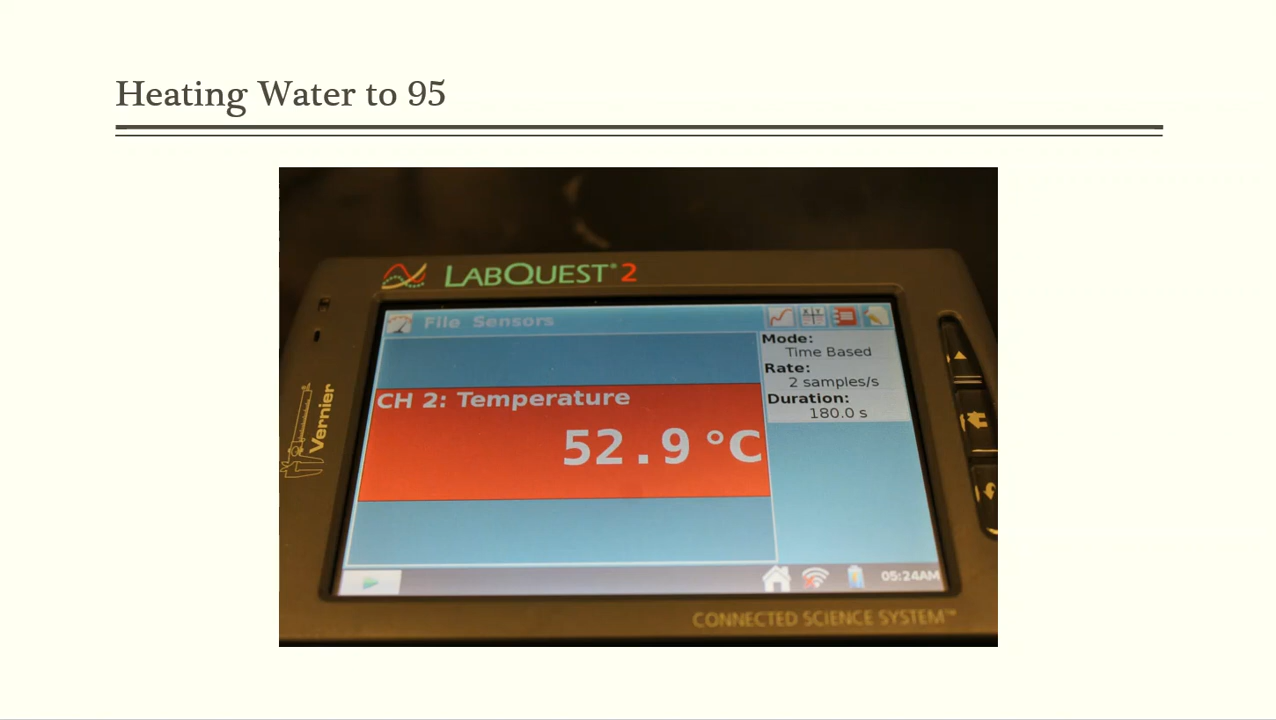 Heating Water to 95
LABQUEST® 2
File Sensors
Mode:
Time Based
Rate:
2 samples/s
Duration:
180.0 s
CH 2: Temperature
52.9 °C
Vernier
05:24AM
CONNECTED SCIENCE SYSTEM™